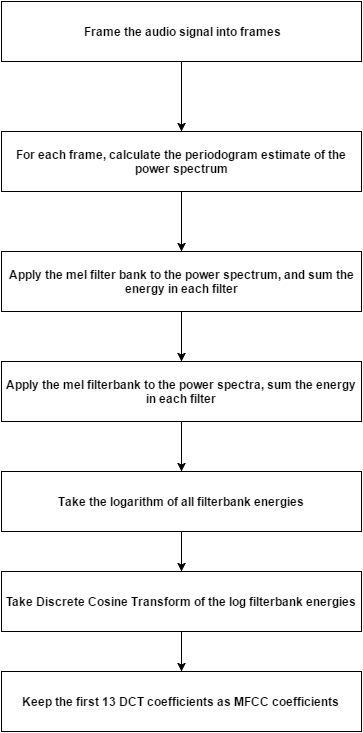 Frame the audio signal into frames
For each frame, calculate the periodogram estimate of the
power spectrum
Apply the mel filter bank to the power spectrum, and sum the
energy in each filter
Apply the mel filterbank to the power spectra, sum the energy
in each filter
Take the logarithm of all filterbank energies
Take Discrete Cosine Transform of the log filterbank energies
Keep the first 13 DCT coefficients as MFCC coefficients